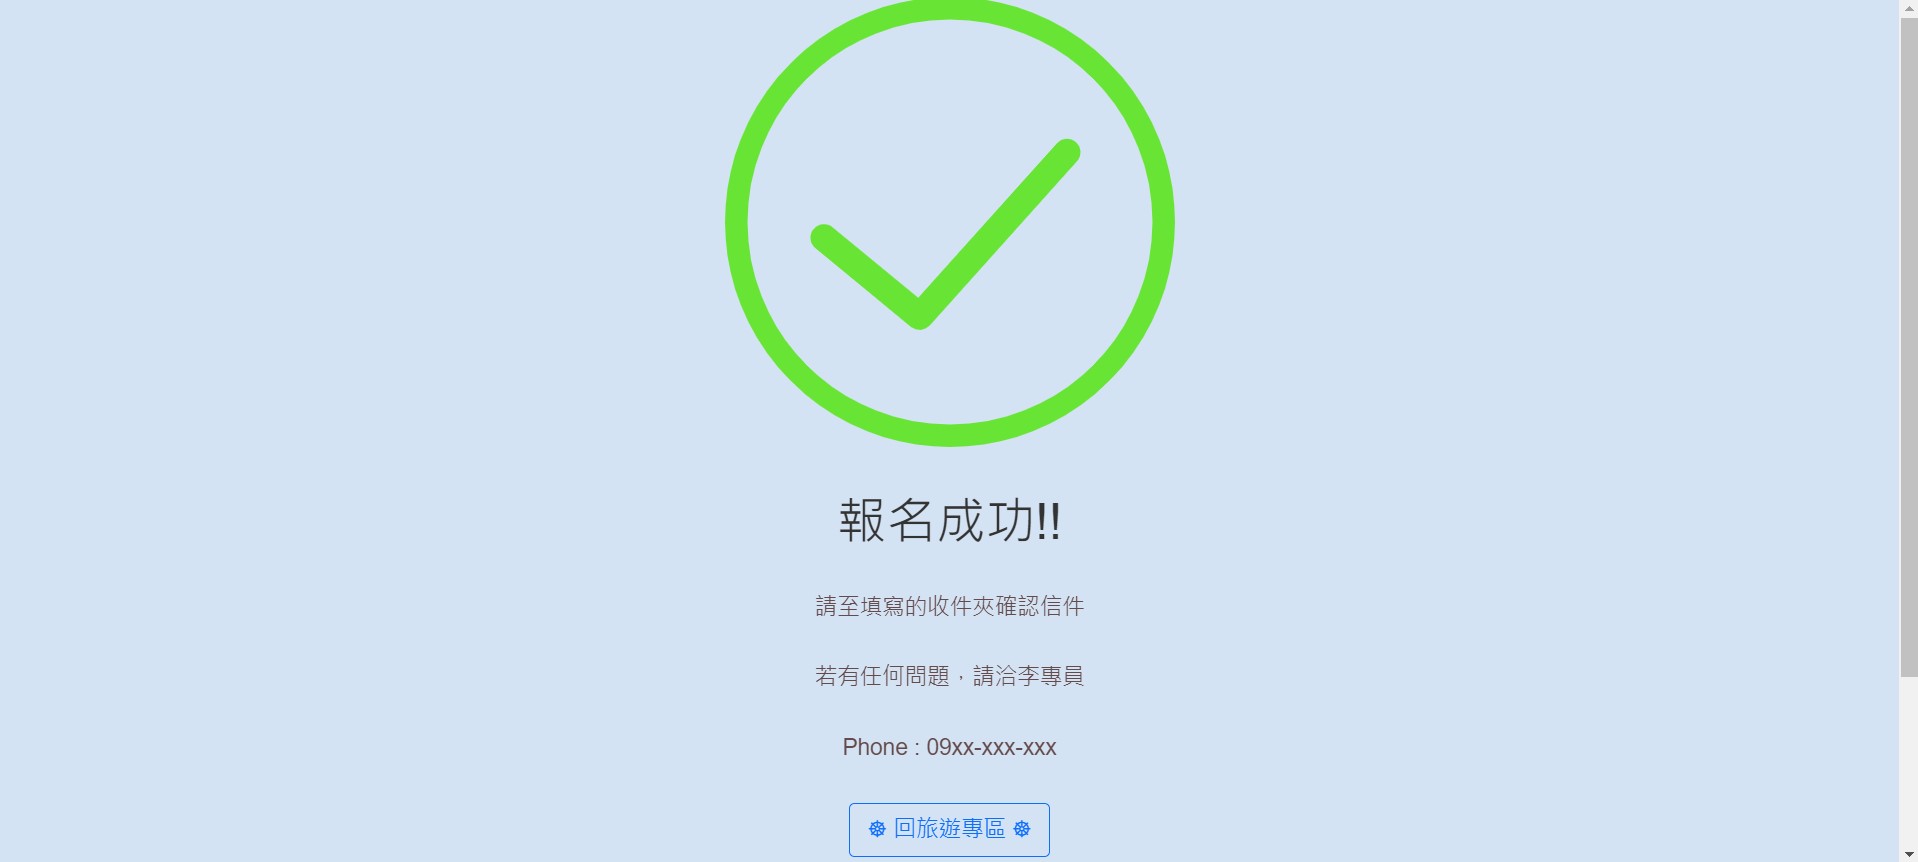 報名成功!!
請至填寫的收件夾確認信件
若有任何問題，請洽李專員
Phone : 09xx-xxx-xxx
☸ 回旅遊專區 ☸